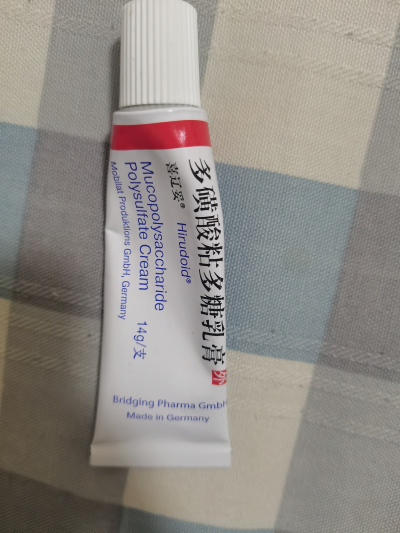 多磺酸粘多糖乳膏 外
喜辽妥® Hirudoid®
Mucopolysaccharide
Polysulfate Cream 14g/支
Mobilat Produktions GmbH, Germany
Bridging Pharma GmbH
Made in Germany